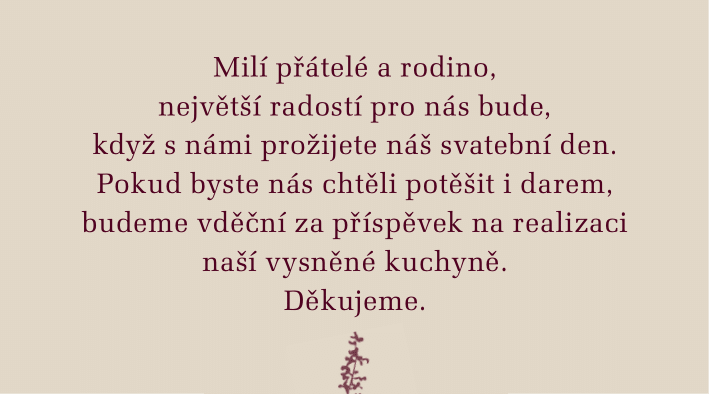 Milí přátelé a rodino,
největší radostí pro nás bude,
když s námi prožijete náš svatební den.
Pokud byste nás chtěli potěšit i darem,
budeme vděční za příspěvek na realizaci
naší vysněné kuchyně.
Děkujeme.